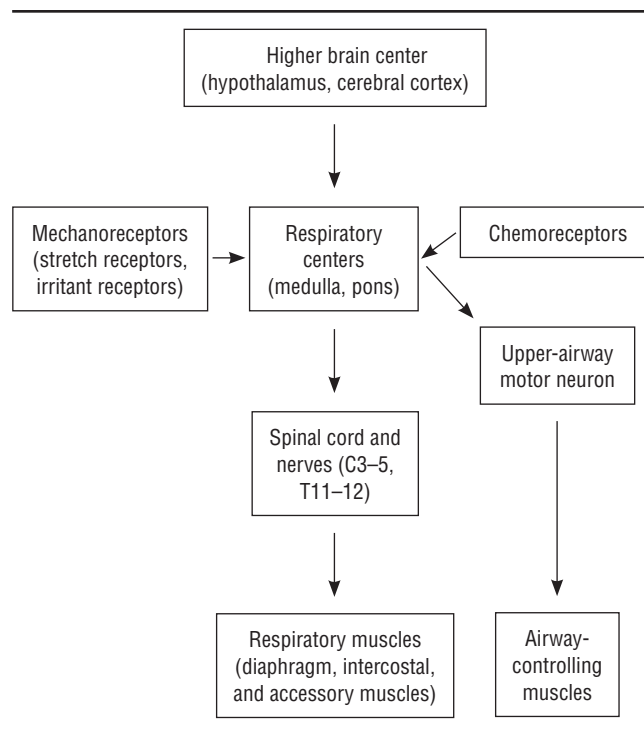 Higher brain center
(hypothalamus, cerebral cortex)
Mechanoreceptors
(stretch receptors,
irritant receptors)
Respiratory
centers
(medulla, pons)
Chemoreceptors
Upper-airway
motor neuron
Spinal cord and
nerves (C3–5,
T11–12)
Respiratory muscles
(diaphragm, intercostal,
and accessory muscles)
Airway-
controlling
muscles